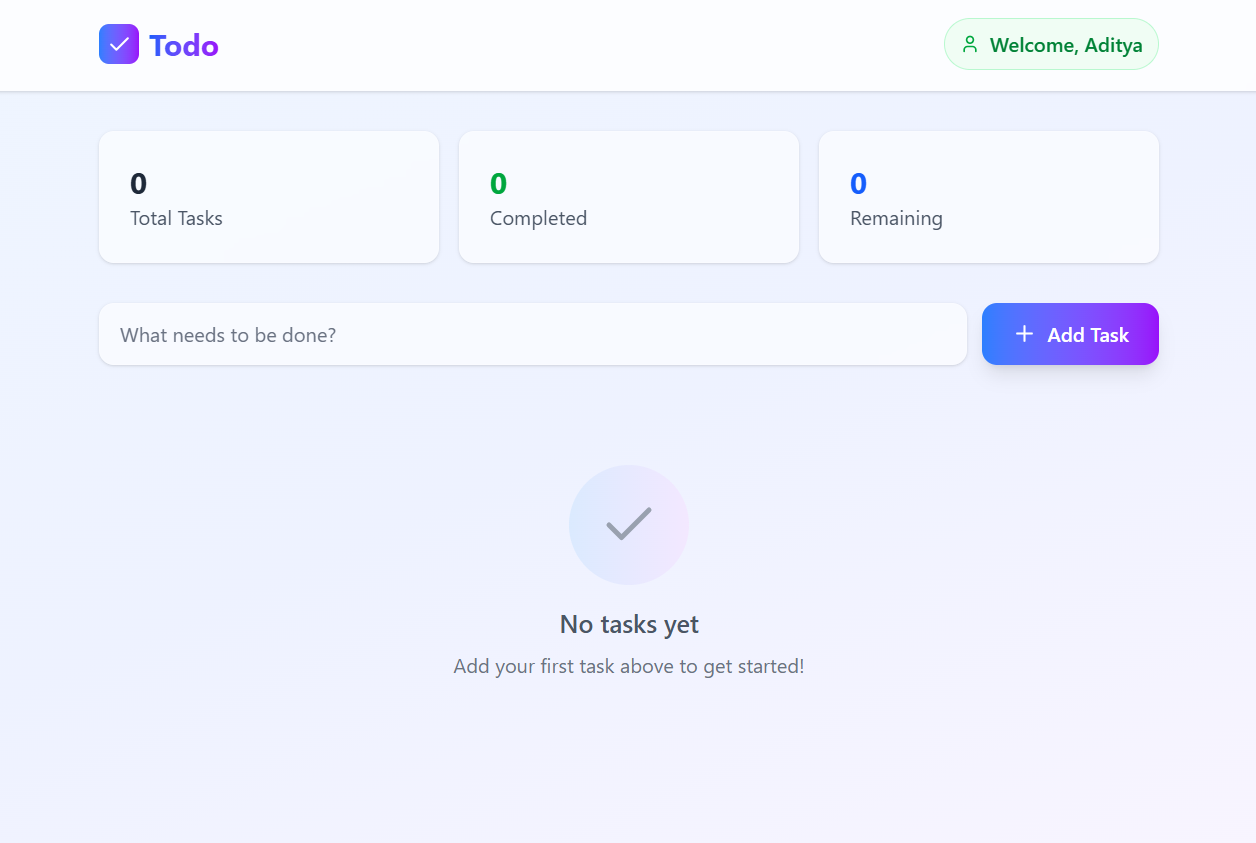 Todo
Welcome, Aditya
0
Total Tasks
0
Completed
0
Remaining
What needs to be done?
Add Task
No tasks yet
Add your first task above to get started!